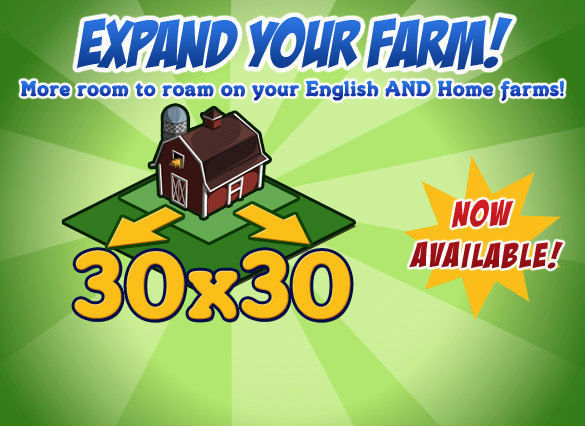 EXPAND YOUR FARM!
More room to roam on your English AND Home farms!
30x30
NOW
AVAILABLE!